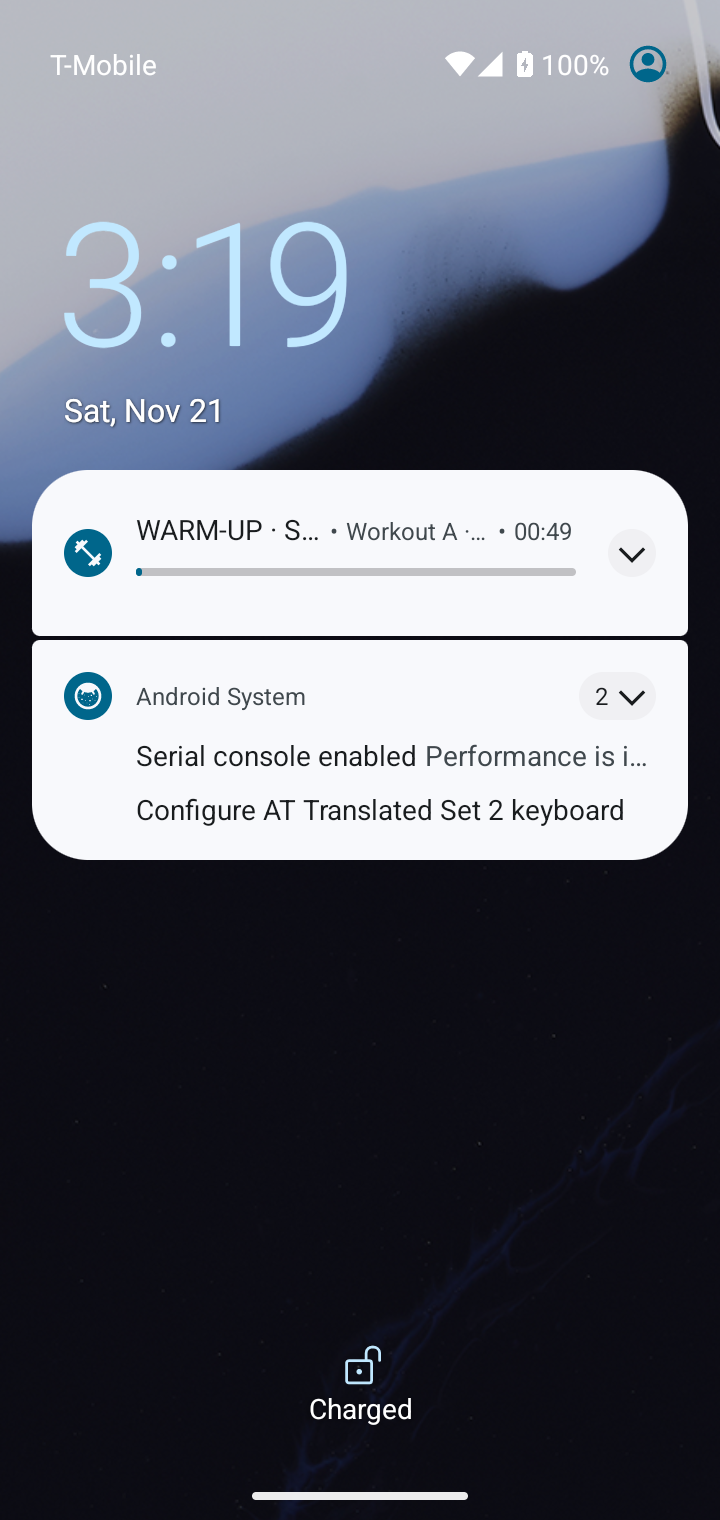 T-Mobile 100%
3:19
Sat, Nov 21
WARM-UP · S… • Workout A ·… • 00:49
Android System 2
Serial console enabled Performance is i…
Configure AT Translated Set 2 keyboard
Charged